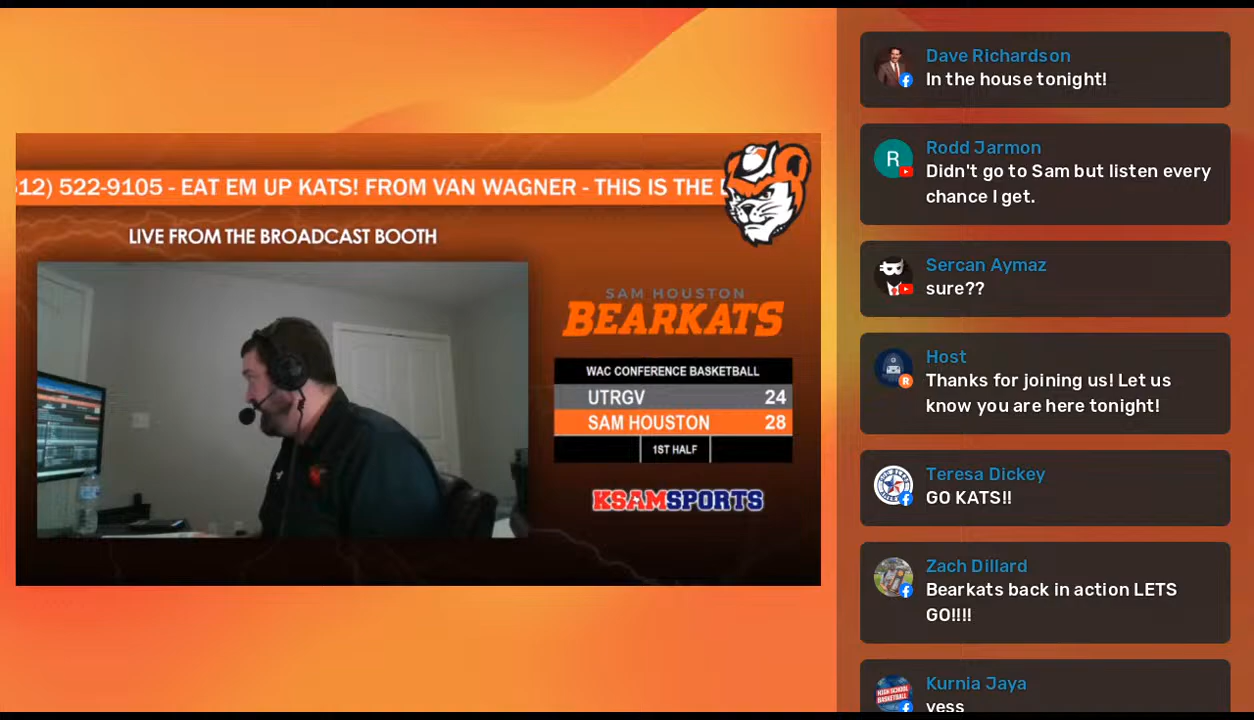 12) 522-9105 - EAT EM UP KATS! FROM VAN WAGNER - THIS IS THE
LIVE FROM THE BROADCAST BOOTH
SAM HOUSTON
BEARKATS
WAC CONFERENCE BASKETBALL
UTRGV 24
SAM HOUSTON 28
1ST HALF
KSAMSPORTS
Dave Richardson
In the house tonight!
R
Rodd Jarmon
Didn't go to Sam but listen every
chance I get.
Sercan Aymaz
sure??
Host
Thanks for joining us! Let us
know you are here tonight!
Teresa Dickey
GO KATS!!
Zach Dillard
Bearkats back in action LETS
GO!!!!
Kurnia Jaya
yess